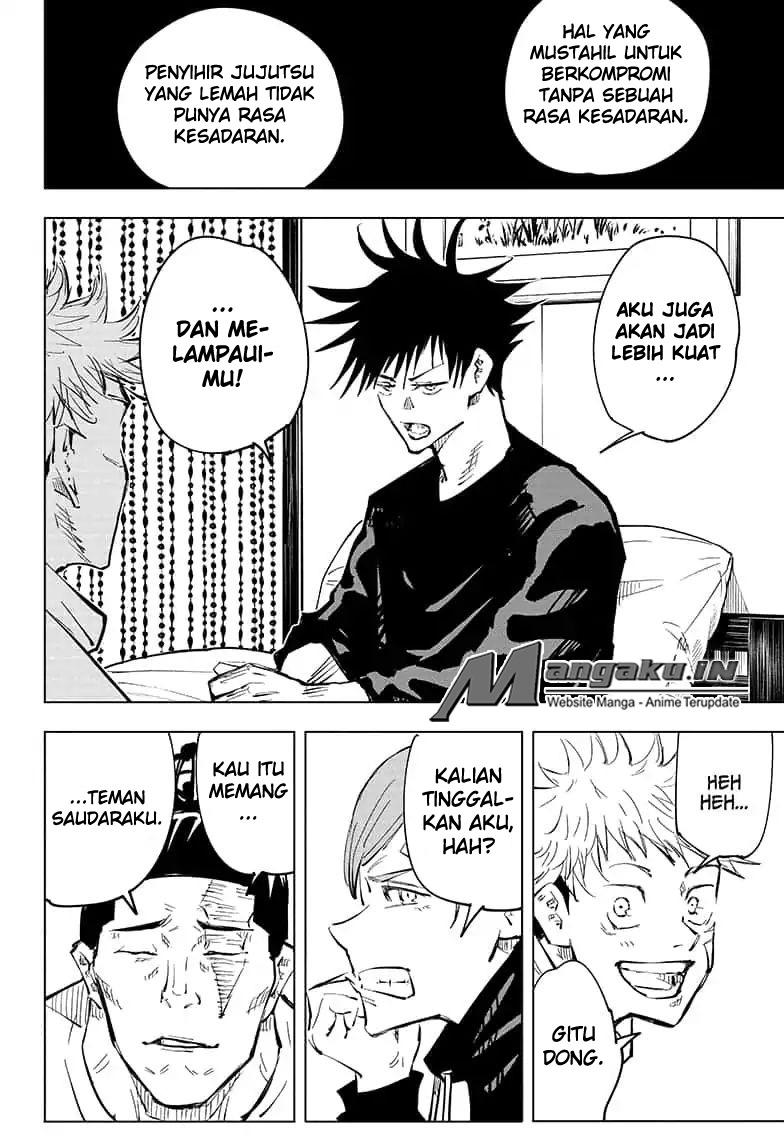 HAL YANG
MUSTAHIL UNTUK
BERKOMPROMI
TANPA SEBUAH
RASA KESADARAN.
PENYIHIR JUJUTSU
YANG LEMAH TIDAK
PUNYA RASA
KESADARAN.
AKU JUGA
AKAN JADI
LEBIH KUAT
...
...
DAN ME-
LAMPAUI-
MU!
Mangaku.in
Website Manga - Anime Terupdate
HEH
HEH...
GITU
DONG.
KALIAN
TINGGAL-
KAN AKU,
HAH?
KAU ITU
MEMANG
...
...TEMAN
SAUDARAKU.